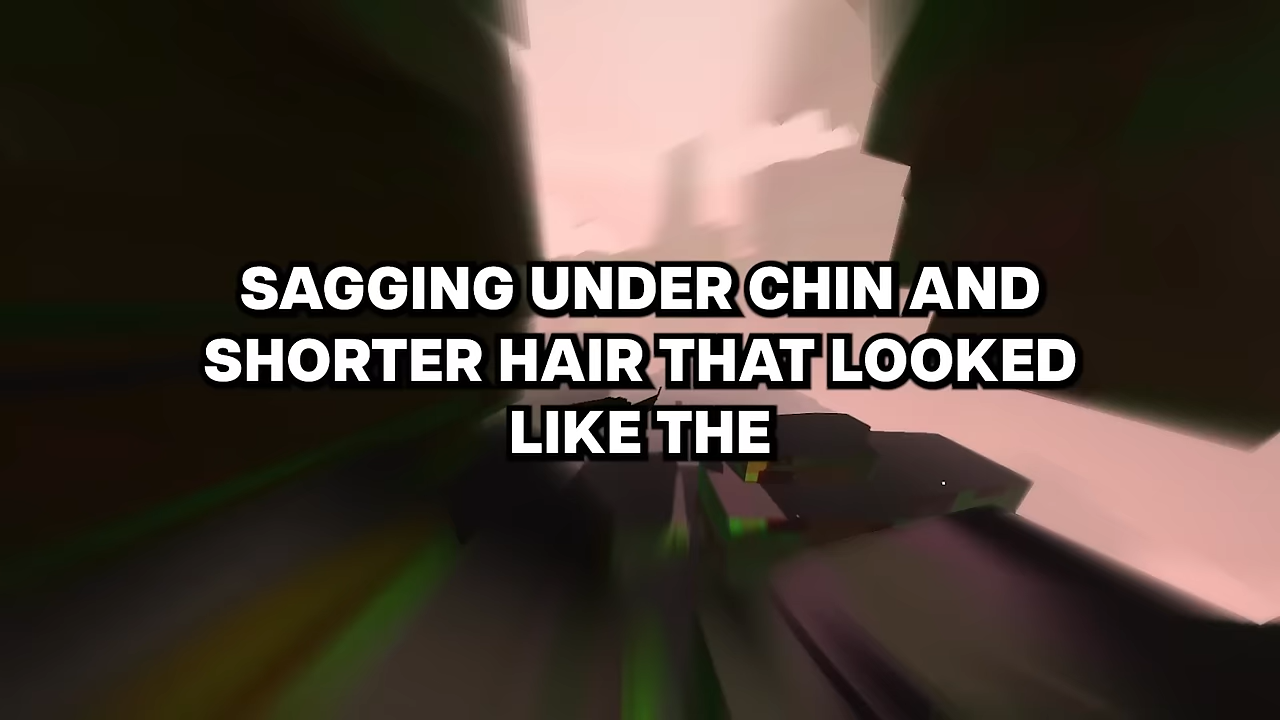 SAGGING UNDER CHIN AND
SHORTER HAIR THAT LOOKED
LIKE THE